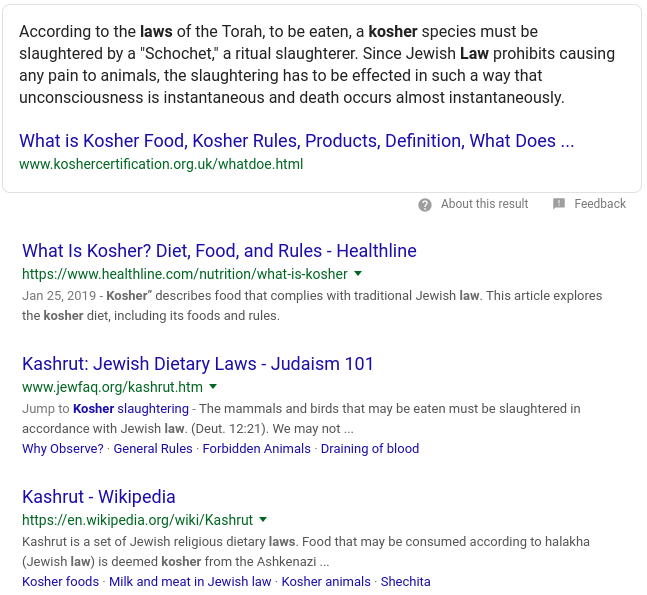 According to the laws of the Torah, to be eaten, a kosher species must be
slaughtered by a "Schochet," a ritual slaughterer. Since Jewish Law prohibits causing
any pain to animals, the slaughtering has to be effected in such a way that
unconsciousness is instantaneous and death occurs almost instantaneously.
What is Kosher Food, Kosher Rules, Products, Definition, What Does ...
www.koshercertification.org.uk/whatdoe.html
About this result Feedback
What Is Kosher? Diet, Food, and Rules - Healthline
https://www.healthline.com/nutrition/what-is-kosher
Jan 25, 2019 - Kosher” describes food that complies with traditional Jewish law. This article explores
the kosher diet, including its foods and rules.
Kashrut: Jewish Dietary Laws - Judaism 101
www.jewfaq.org/kashrut.htm
Jump to Kosher slaughtering - The mammals and birds that may be eaten must be slaughtered in
accordance with Jewish law. (Deut. 12:21). We may not ...
Why Observe? · General Rules · Forbidden Animals · Draining of blood
Kashrut - Wikipedia
https://en.wikipedia.org/wiki/Kashrut
Kashrut is a set of Jewish religious dietary laws. Food that may be consumed according to halakha
(Jewish law) is deemed kosher from the Ashkenazi ...
Kosher foods · Milk and meat in Jewish law · Kosher animals · Shechita